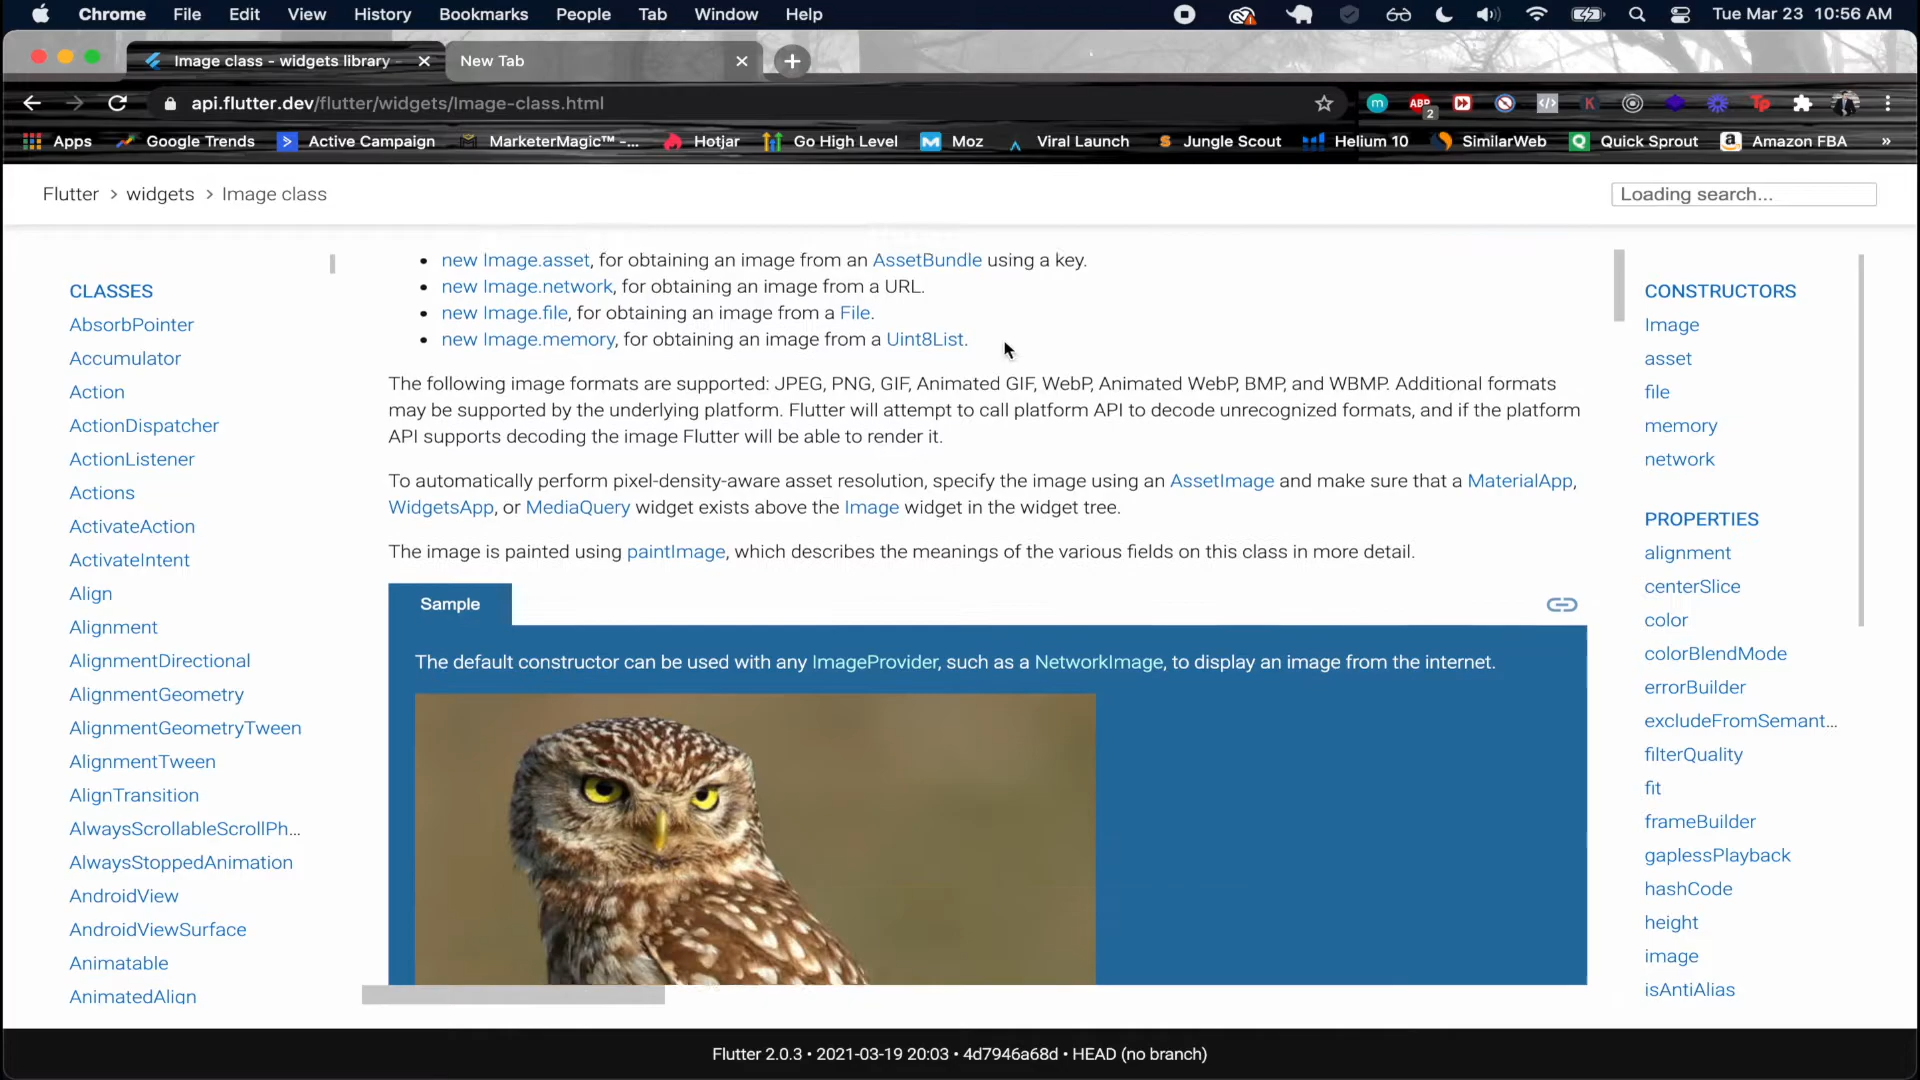 Chrome File Edit View History Bookmarks People Tab Window Help Tue Mar 23 10:56 AM
Image class - widgets library - New Tab
api.flutter.dev/flutter/widgets/Image-class.html ABP 2 K Tp
Apps Google Trends Active Campaign MarketerMagic™ -... Hotjar Go High Level Moz Viral Launch Jungle Scout Helium 10 SimilarWeb Quick Sprout Amazon FBA »
Flutter > widgets > Image class Loading search...
CLASSES
AbsorbPointer
Accumulator
Action
ActionDispatcher
ActionListener
Actions
ActivateAction
ActivateIntent
Align
Alignment
AlignmentDirectional
AlignmentGeometry
AlignmentGeometryTween
AlignmentTween
AlignTransition
AlwaysScrollableScrollPh...
AlwaysStoppedAnimation
AndroidView
AndroidViewSurface
Animatable
AnimatedAlign
• new Image.asset, for obtaining an image from an AssetBundle using a key.
• new Image.network, for obtaining an image from a URL.
• new Image.file, for obtaining an image from a File.
• new Image.memory, for obtaining an image from a Uint8List.
The following image formats are supported: JPEG, PNG, GIF, Animated GIF, WebP, Animated WebP, BMP, and WBMP. Additional formats
may be supported by the underlying platform. Flutter will attempt to call platform API to decode unrecognized formats, and if the platform
API supports decoding the image Flutter will be able to render it.
To automatically perform pixel-density-aware asset resolution, specify the image using an AssetImage and make sure that a MaterialApp,
WidgetsApp, or MediaQuery widget exists above the Image widget in the widget tree.
The image is painted using paintImage, which describes the meanings of the various fields on this class in more detail.
Sample
The default constructor can be used with any ImageProvider, such as a NetworkImage, to display an image from the internet.
CONSTRUCTORS
Image
asset
file
memory
network
PROPERTIES
alignment
centerSlice
color
colorBlendMode
errorBuilder
excludeFromSemant...
filterQuality
fit
frameBuilder
gaplessPlayback
hashCode
height
image
isAntiAlias
Flutter 2.0.3 • 2021-03-19 20:03 • 4d7946a68d • HEAD (no branch)